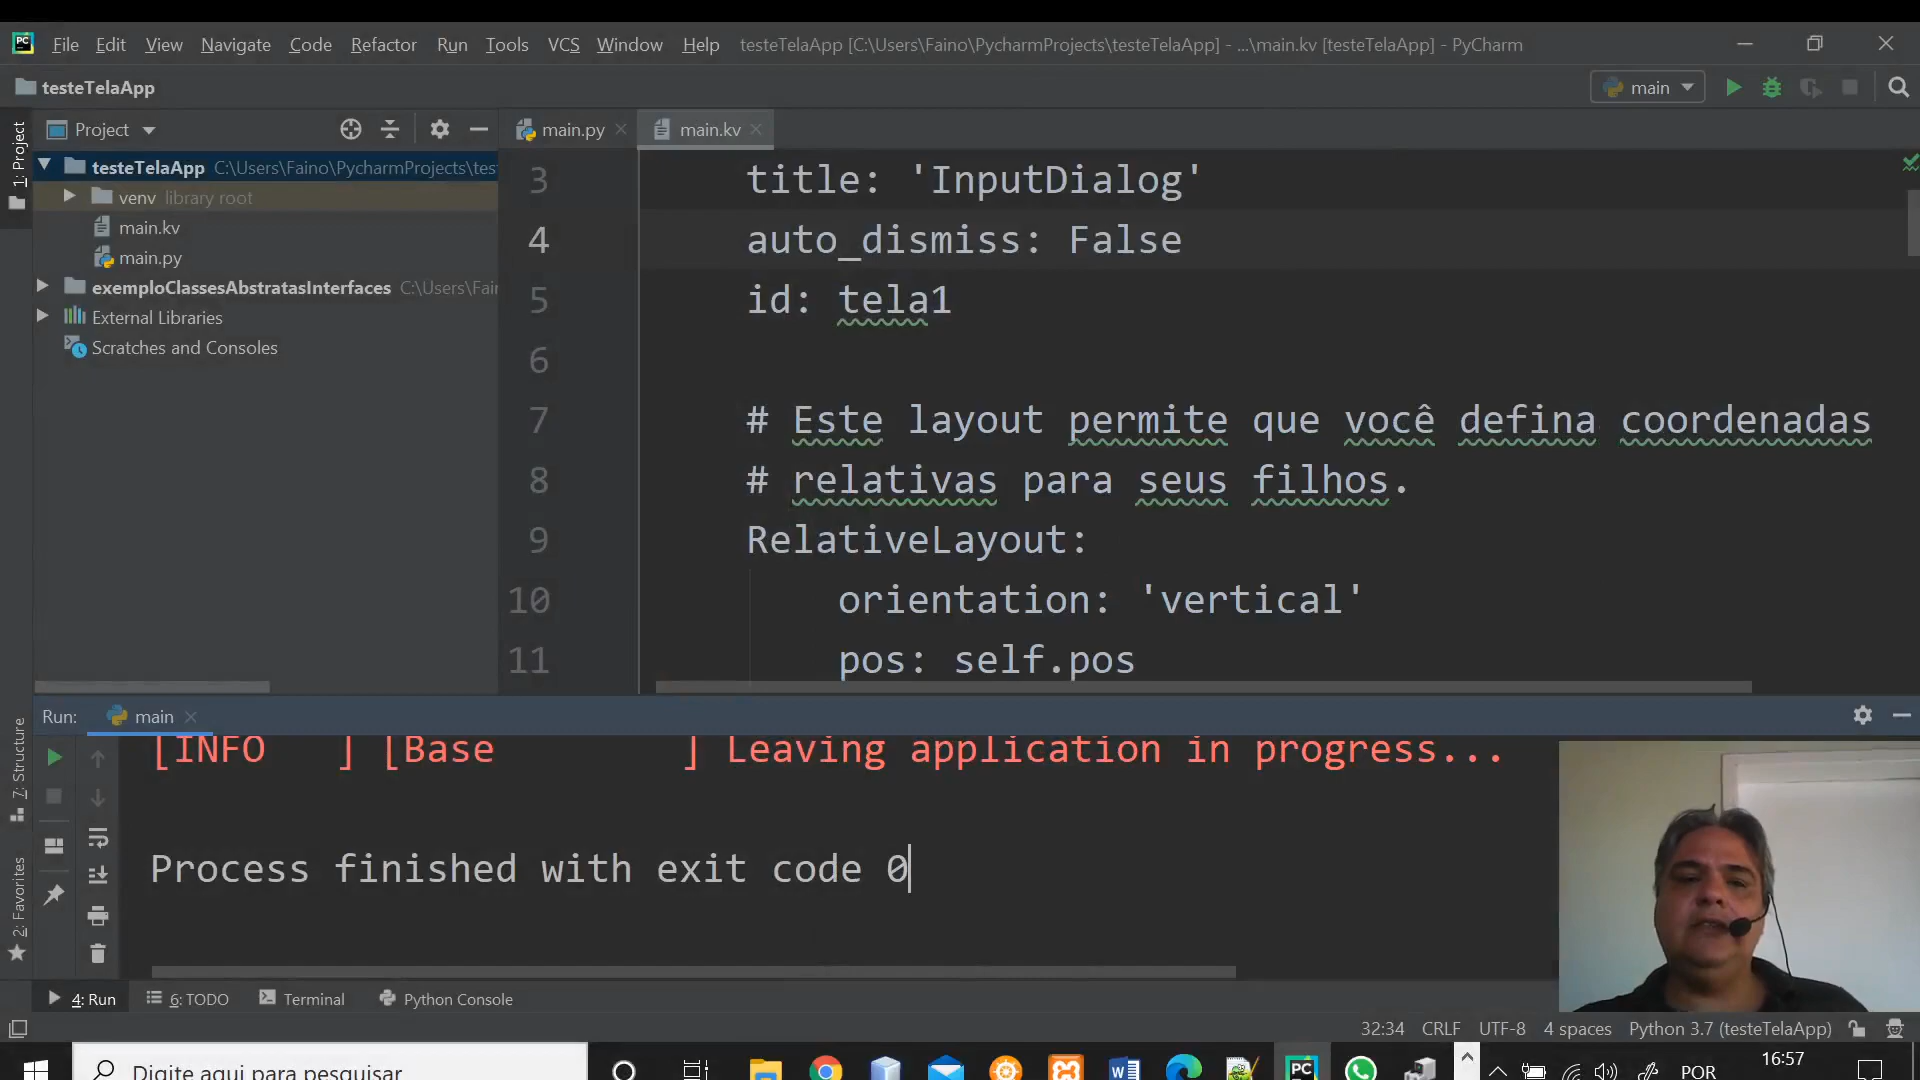 PC File Edit View Navigate Code Refactor Run Tools VCS Window Help testeTelaApp [C:\Users\Faino\PycharmProjects\testeTelaApp] - ...\main.kv [testeTelaApp] - PyCharm
testeTelaApp main
1: Project
Project
main.py
main.kv
testeTelaApp C:\Users\Faino\PycharmProjects\tes
venv library root
main.kv
main.py
exemploClassesAbstratasInterfaces C:\Users\Fai
External Libraries
Scratches and Consoles
3 title: 'InputDialog'
4 auto_dismiss: False
5 id: tela1
6
7 # Este layout permite que você defina coordenadas
8 # relativas para seus filhos.
9 RelativeLayout:
10 orientation: 'vertical'
11 pos: self.pos
7: Structure
2: Favorites
Run: main
[INFO   ] [Base        ] Leaving application in progress...
Process finished with exit code 0
4: Run 6: TODO Terminal Python Console
32:34 CRLF UTF-8 4 spaces Python 3.7 (testeTelaApp)
Digite aqui para pesquisar
PC
POR
16:57